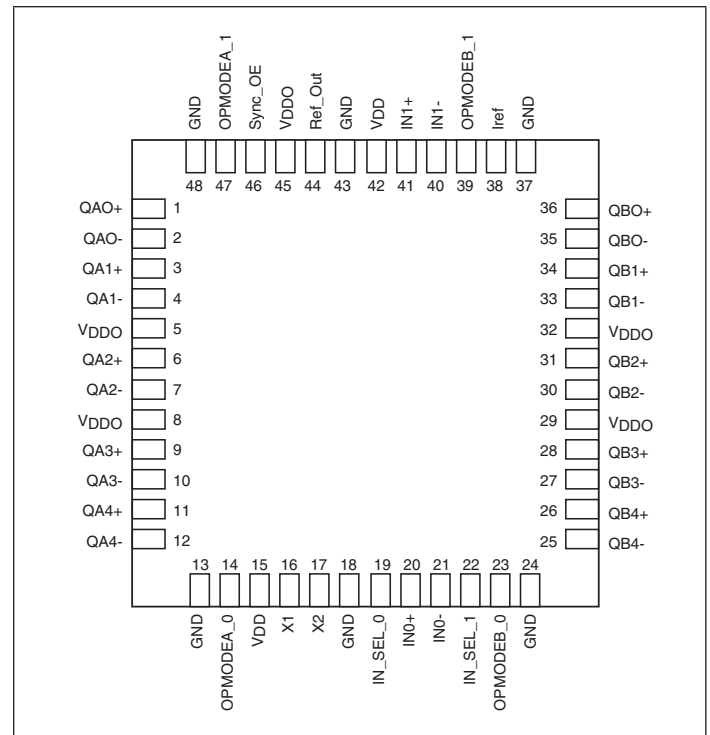 GND
OPMODEA_1
Sync_OE
VDDO
Ref_Out
GND
VDD
IN1+
IN1-
OPMODEB_1
Iref
GND
48 47 46 45 44 43 42 41 40 39 38 37
QAO+ 1
QAO- 2
QA1+ 3
QA1- 4
VDDO 5
QA2+ 6
QA2- 7
VDDO 8
QA3+ 9
QA3- 10
QA4+ 11
QA4- 12
36 QBO+
35 QBO-
34 QB1+
33 QB1-
32 VDDO
31 QB2+
30 QB2-
29 VDDO
28 QB3+
27 QB3-
26 QB4+
25 QB4-
13 14 15 16 17 18 19 20 21 22 23 24
GND
OPMODEA_0
VDD
X1
X2
GND
IN_SEL_0
IN0+
IN0-
IN_SEL_1
OPMODEB_0
GND